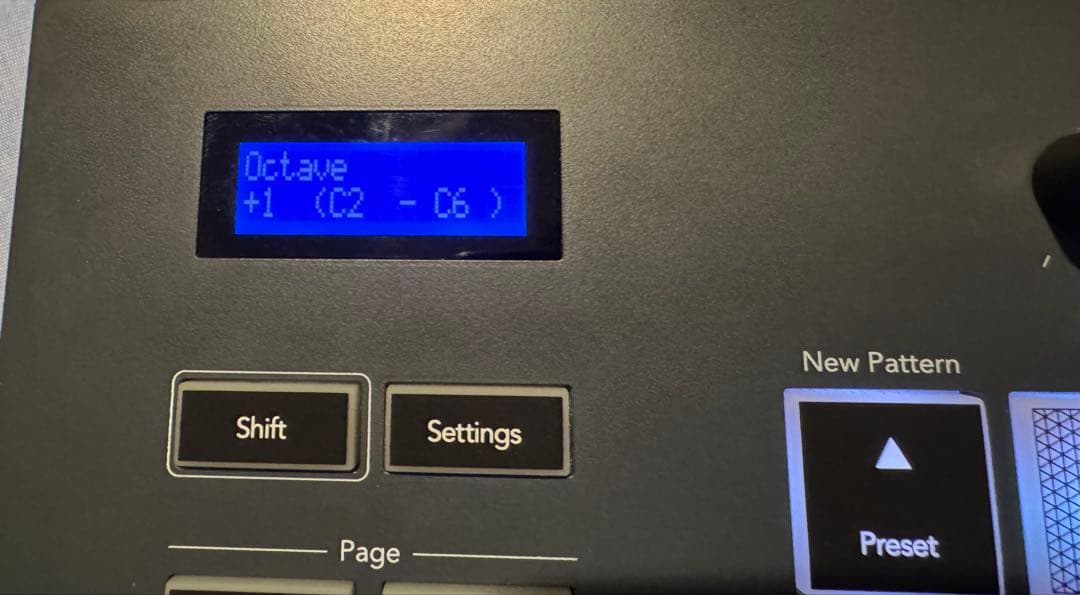 Octave
+1 (C2 - C6 )
New Pattern
Shift
Settings
Preset
Page